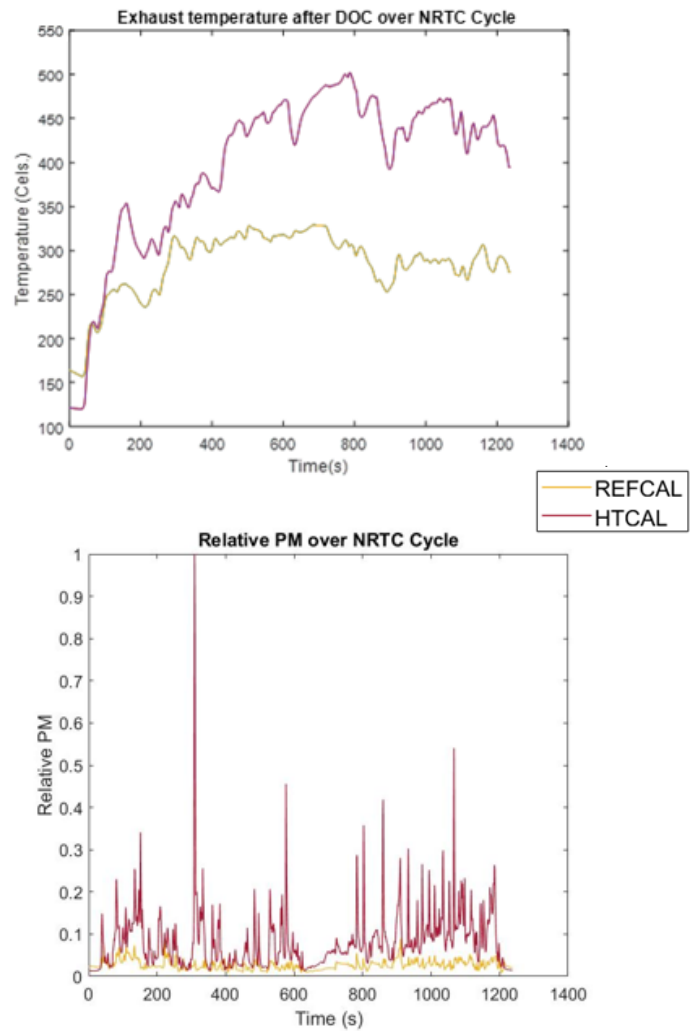 Exhaust temperature after DOC over NRTC Cycle
550
500
450
400
350
300
250
200
150
100
Temperature (Cels.)
0 200 400 600 800 1000 1200 1400
Time(s)
REFCAL
HTCAL
Relative PM over NRTC Cycle
1
0.9
0.8
0.7
0.6
0.5
0.4
0.3
0.2
0.1
0
Relative PM
0 200 400 600 800 1000 1200 1400
Time (s)